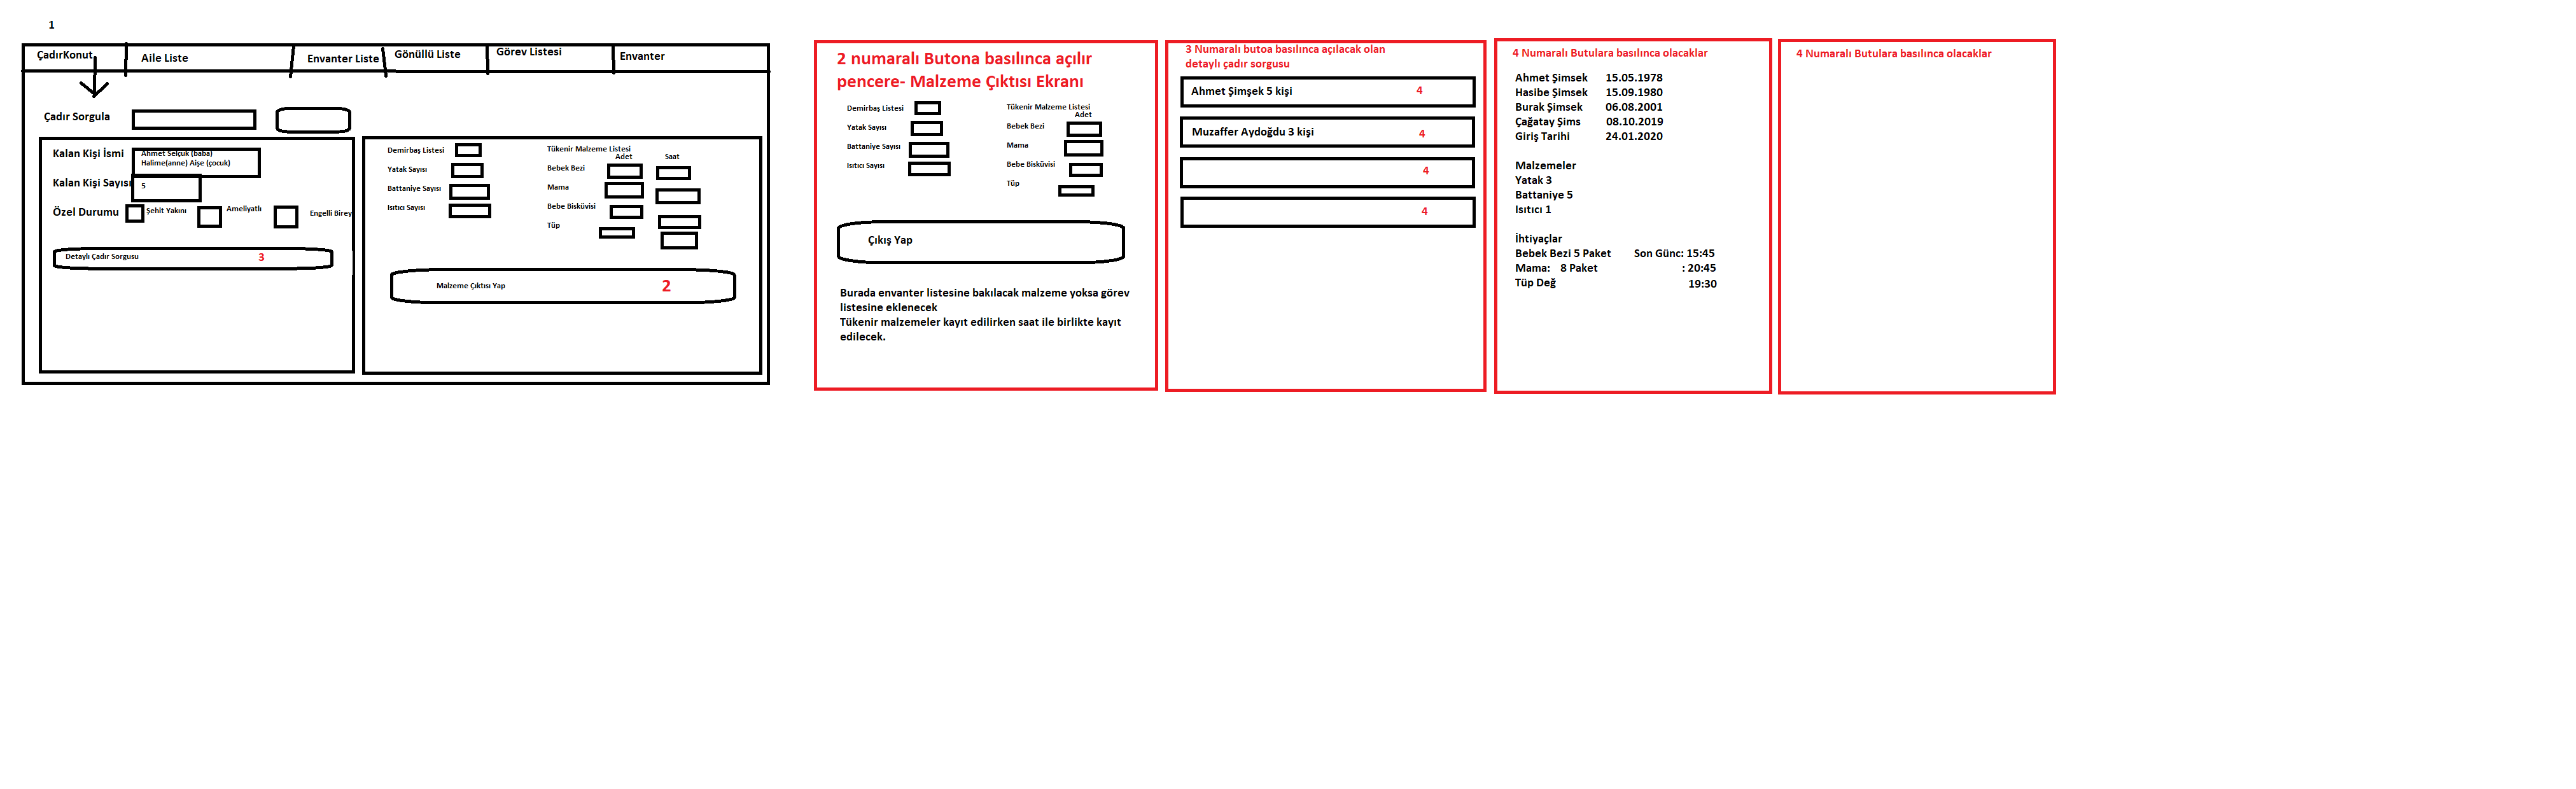 1
ÇadırKonut
Aile Liste
Envanter Liste
Gönüllü Liste
Görev Listesi
Envanter
Çadır Sorgula
Kalan Kişi İsmi
Ahmet Selçuk (baba)
Halime(anne) Aişe (çocuk)
Kalan Kişi Sayısı
5
Özel Durumu
Şehit Yakını
Ameliyatlı
Engelli Birey
Detaylı Çadır Sorgusu
3
Demirbaş Listesi
Yatak Sayısı
Battaniye Sayısı
Isıtıcı Sayısı
Tükenir Malzeme Listesi
Adet
Saat
Bebek Bezi
Mama
Bebe Bisküvisi
Tüp
Malzeme Çıktısı Yap
2
2 numaralı Butona basılınca açılır
pencere- Malzeme Çıktısı Ekranı
Demirbaş Listesi
Yatak Sayısı
Battaniye Sayısı
Isıtıcı Sayısı
Tükenir Malzeme Listesi
Adet
Bebek Bezi
Mama
Bebe Bisküvisi
Tüp
Çıkış Yap
Burada envanter listesine bakılacak malzeme yoksa görev
listesine eklenecek
Tükenir malzemeler kayıt edilirken saat ile birlikte kayıt
edilecek.
3 Numaralı butoa basılınca açılacak olan
detaylı çadır sorgusu
Ahmet Şimşek 5 kişi 4
Muzaffer Aydoğdu 3 kişi 4
4
4
4 Numaralı Butulara basılınca olacaklar
Ahmet Şimsek 15.05.1978
Hasibe Şimsek 15.09.1980
Burak Şimsek 06.08.2001
Çağatay Şims 08.10.2019
Giriş Tarihi 24.01.2020
Malzemeler
Yatak 3
Battaniye 5
Isıtıcı 1
İhtiyaçlar
Bebek Bezi 5 Paket Son Günc: 15:45
Mama: 8 Paket : 20:45
Tüp Değ 19:30
4 Numaralı Butulara basılınca olacaklar